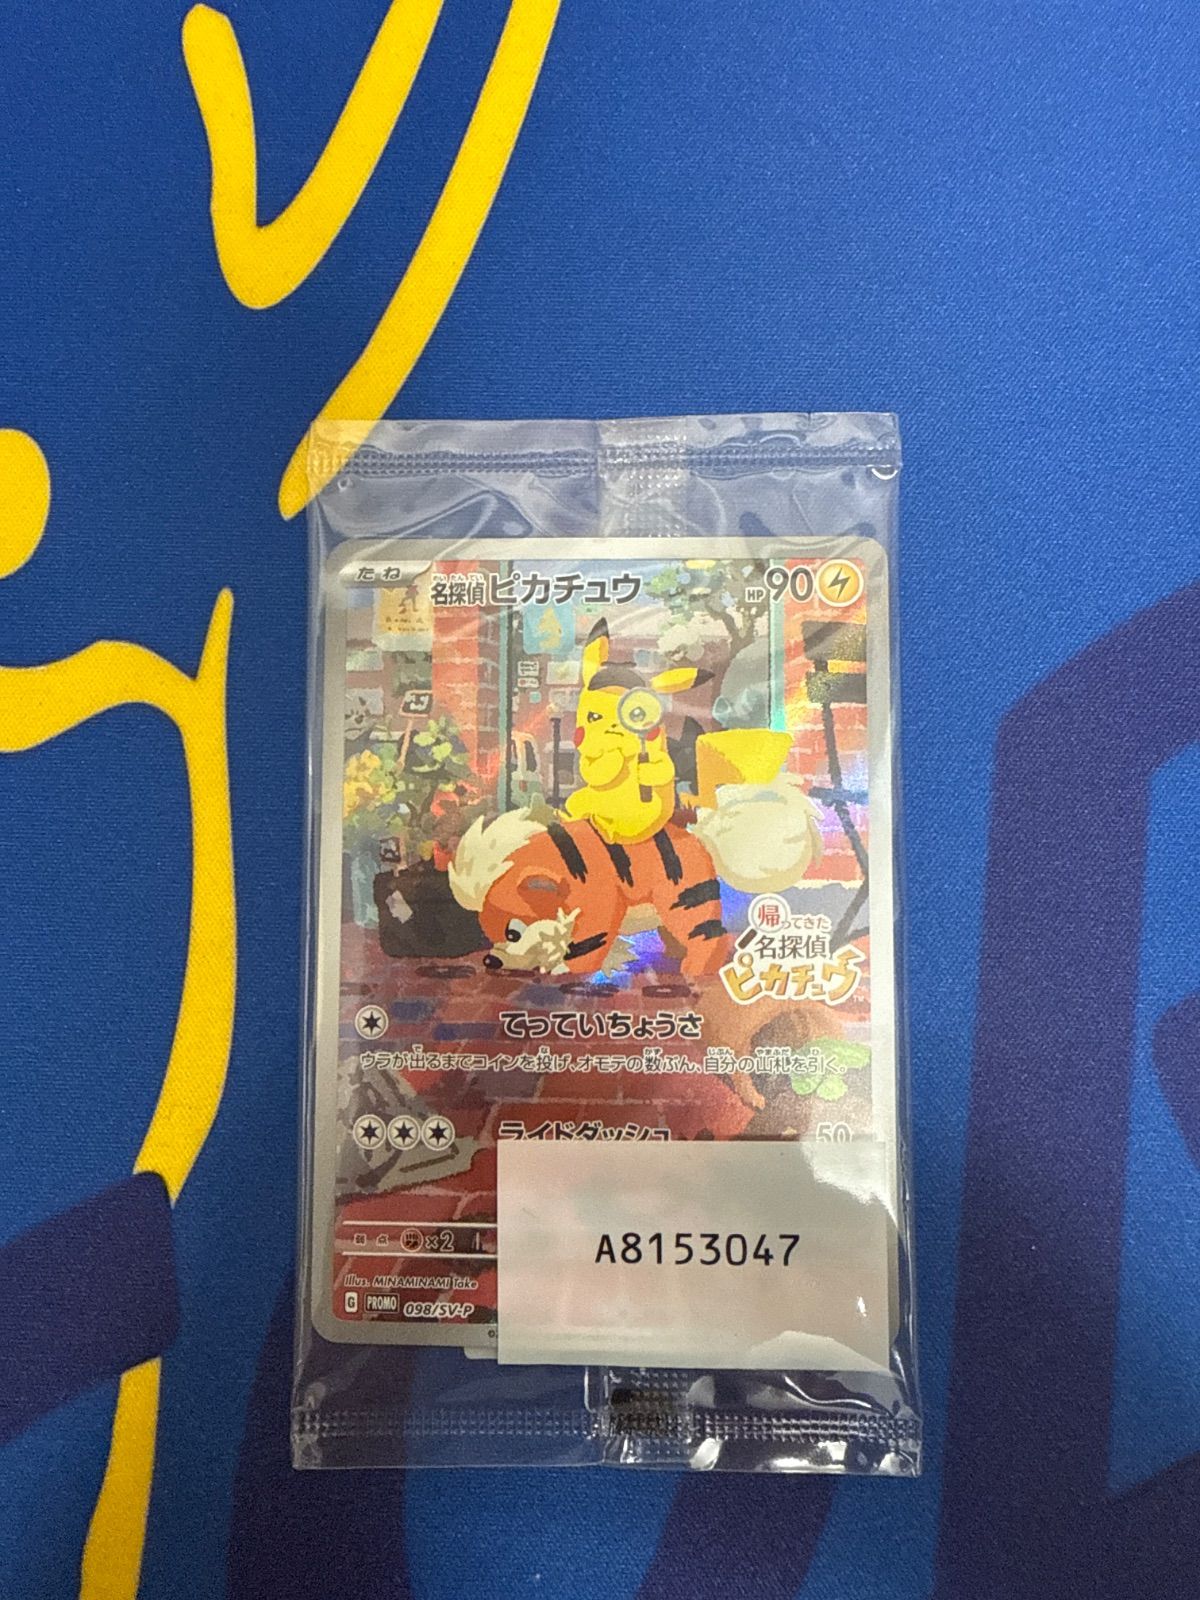 たね
名探偵ピカチュウ
HP90
帰ってきた
名探偵
ピカチュウ
てっていちょうさ
ウラが出るまでコインを投げ、オモテの数ぶん、自分の山札を引く。
ライドダッシュ 50
弱点 ×2
A8153047
Illus. MINAMINAMI Take
G PROMO 098/SV-P